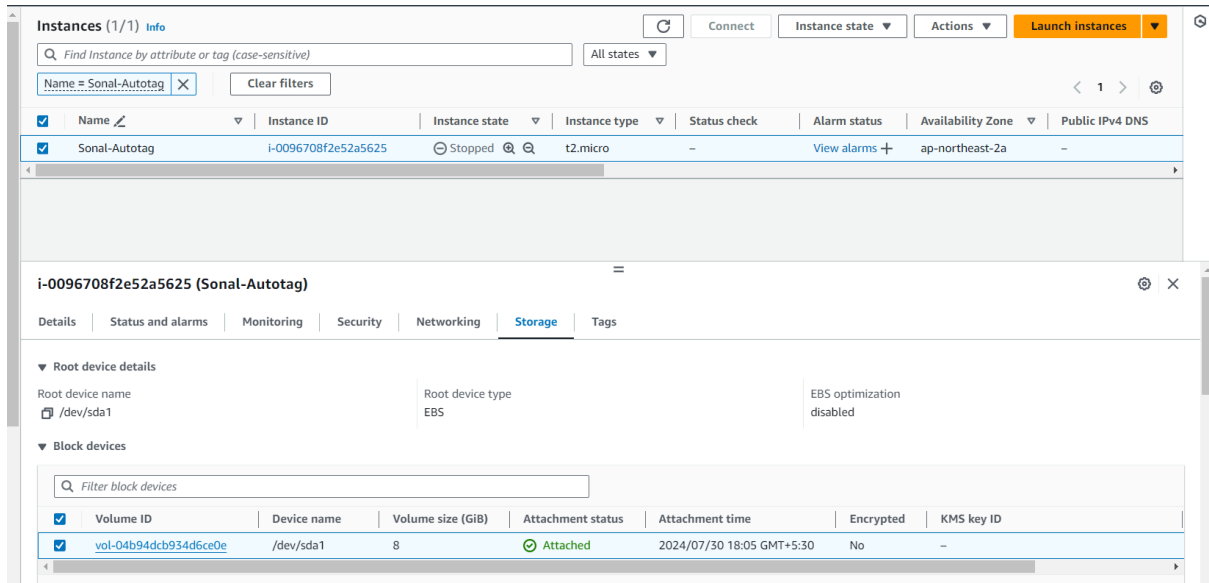 Instances (1/1) Info Connect Instance state Actions Launch instances
Find Instance by attribute or tag (case-sensitive) All states
Name = Sonal-Autotag Clear filters 1
Name Instance ID Instance state Instance type Status check Alarm status Availability Zone Public IPv4 DNS
Sonal-Autotag i-0096708f2e52a5625 Stopped t2.micro – View alarms + ap-northeast-2a –
i-0096708f2e52a5625 (Sonal-Autotag)
Details Status and alarms Monitoring Security Networking Storage Tags
Root device details
Root device name Root device type EBS optimization
/dev/sda1 EBS disabled
Block devices
Filter block devices
Volume ID Device name Volume size (GiB) Attachment status Attachment time Encrypted KMS key ID
vol-04b94dcb934d6ce0e /dev/sda1 8 Attached 2024/07/30 18:05 GMT+5:30 No –